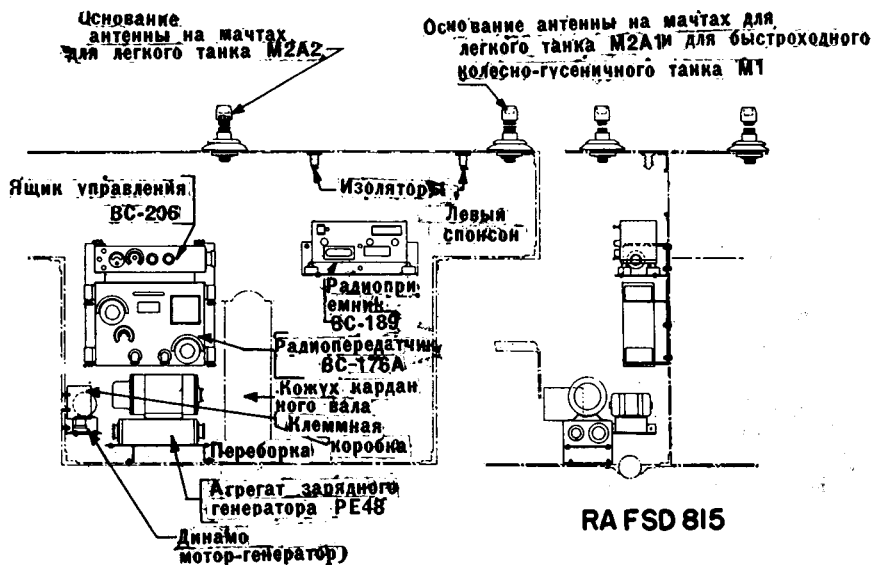 Основание
антенны на мачтах
для легкого танка М2А2
Основание антенны на мачтах для
легкого танка М2А1и для быстроходного
колесно-гусеничного танка М1
Ящик управления
ВС-206
Изоляторы
Левый
спонсон
Радиопри
емник
ВС-189
Радиопередатчик
ВС-176А
Кожух кардан
ного вала
Клеммная
коробка
Переборка
Агрегат зарядного
генератора РЕ48
Динамо
мотор-генератор)
RA FSD 815